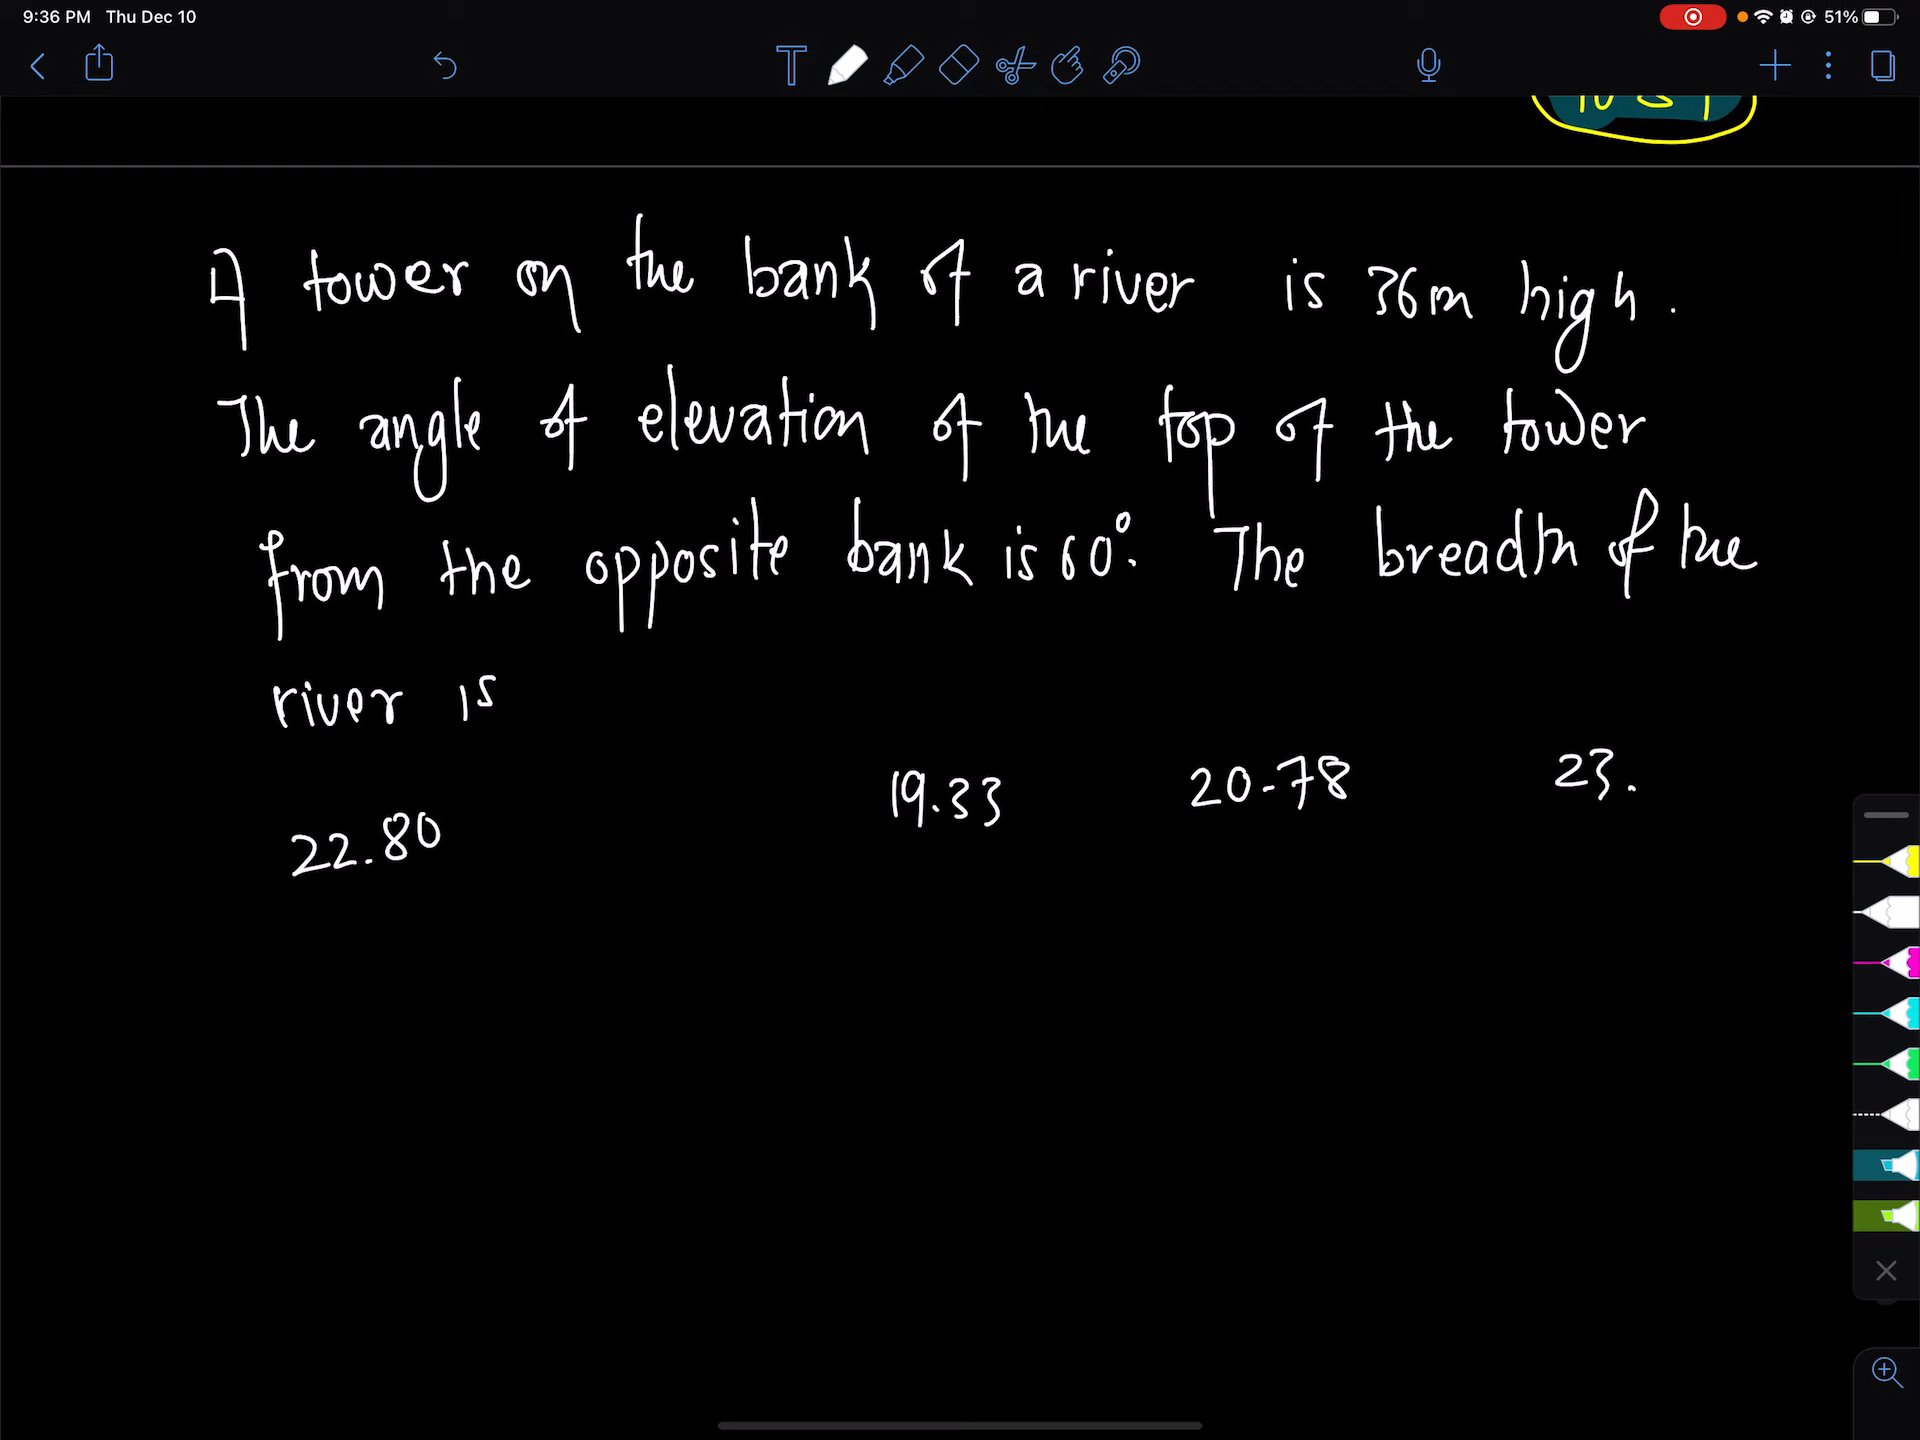 9:36 PM Thu Dec 10
51%
A tower on the bank of a river is 36m high.
The angle of elevation of the top of the tower
from the opposite bank is 60°. The breadth of the
river is
22.80 19.33 20.78 23.